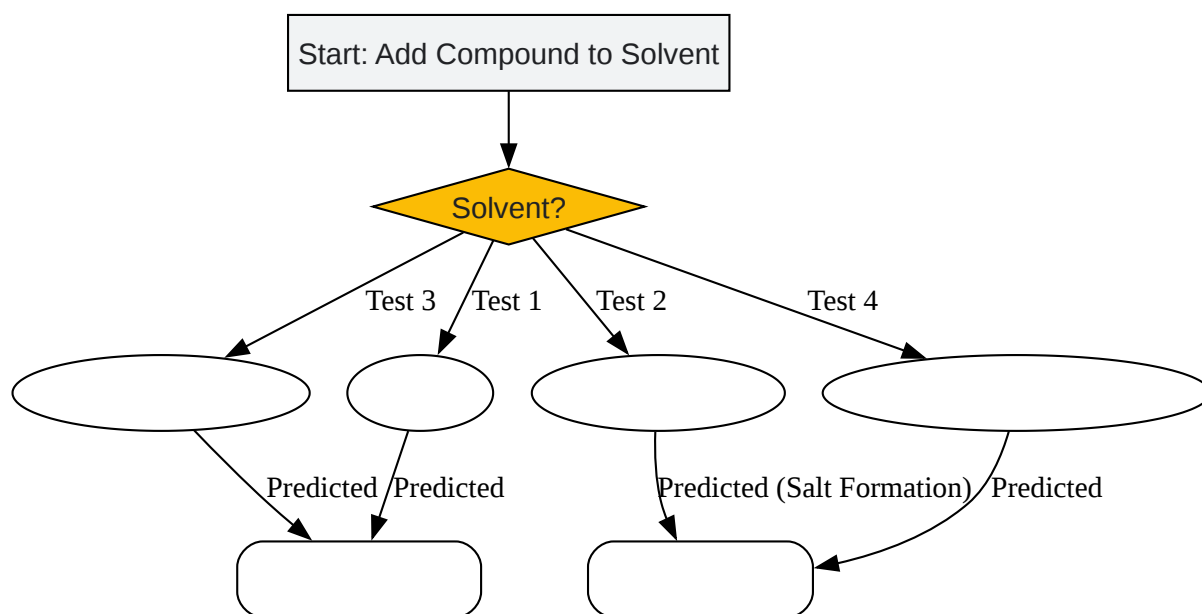 Start: Add Compound to Solvent
Solvent?
Test 3
Test 1
Test 2
Test 4
Predicted
Predicted
Predicted (Salt Formation)
Predicted